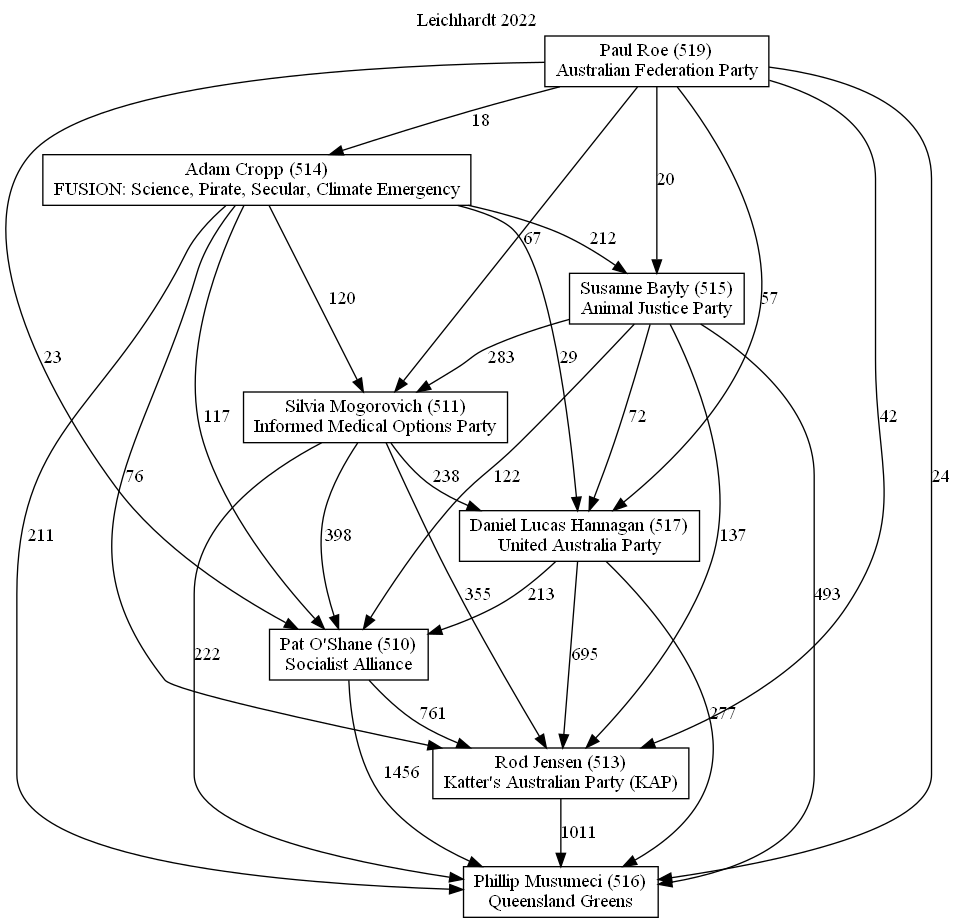 Leichhardt 2022
Paul Roe (519)
Australian Federation Party
18
Adam Cropp (514)
FUSION: Science, Pirate, Secular, Climate Emergency
20
67
212
Susanne Bayly (515)
Animal Justice Party
120
57
23
283
29
Silvia Mogorovich (511)
Informed Medical Options Party
117
72
42
76
238
122
24
Daniel Lucas Hannagan (517)
United Australia Party
211
398
137
355
213
493
Pat O'Shane (510)
Socialist Alliance
222
695
761
277
Rod Jensen (513)
Katter's Australian Party (KAP)
1456
1011
Phillip Musumeci (516)
Queensland Greens